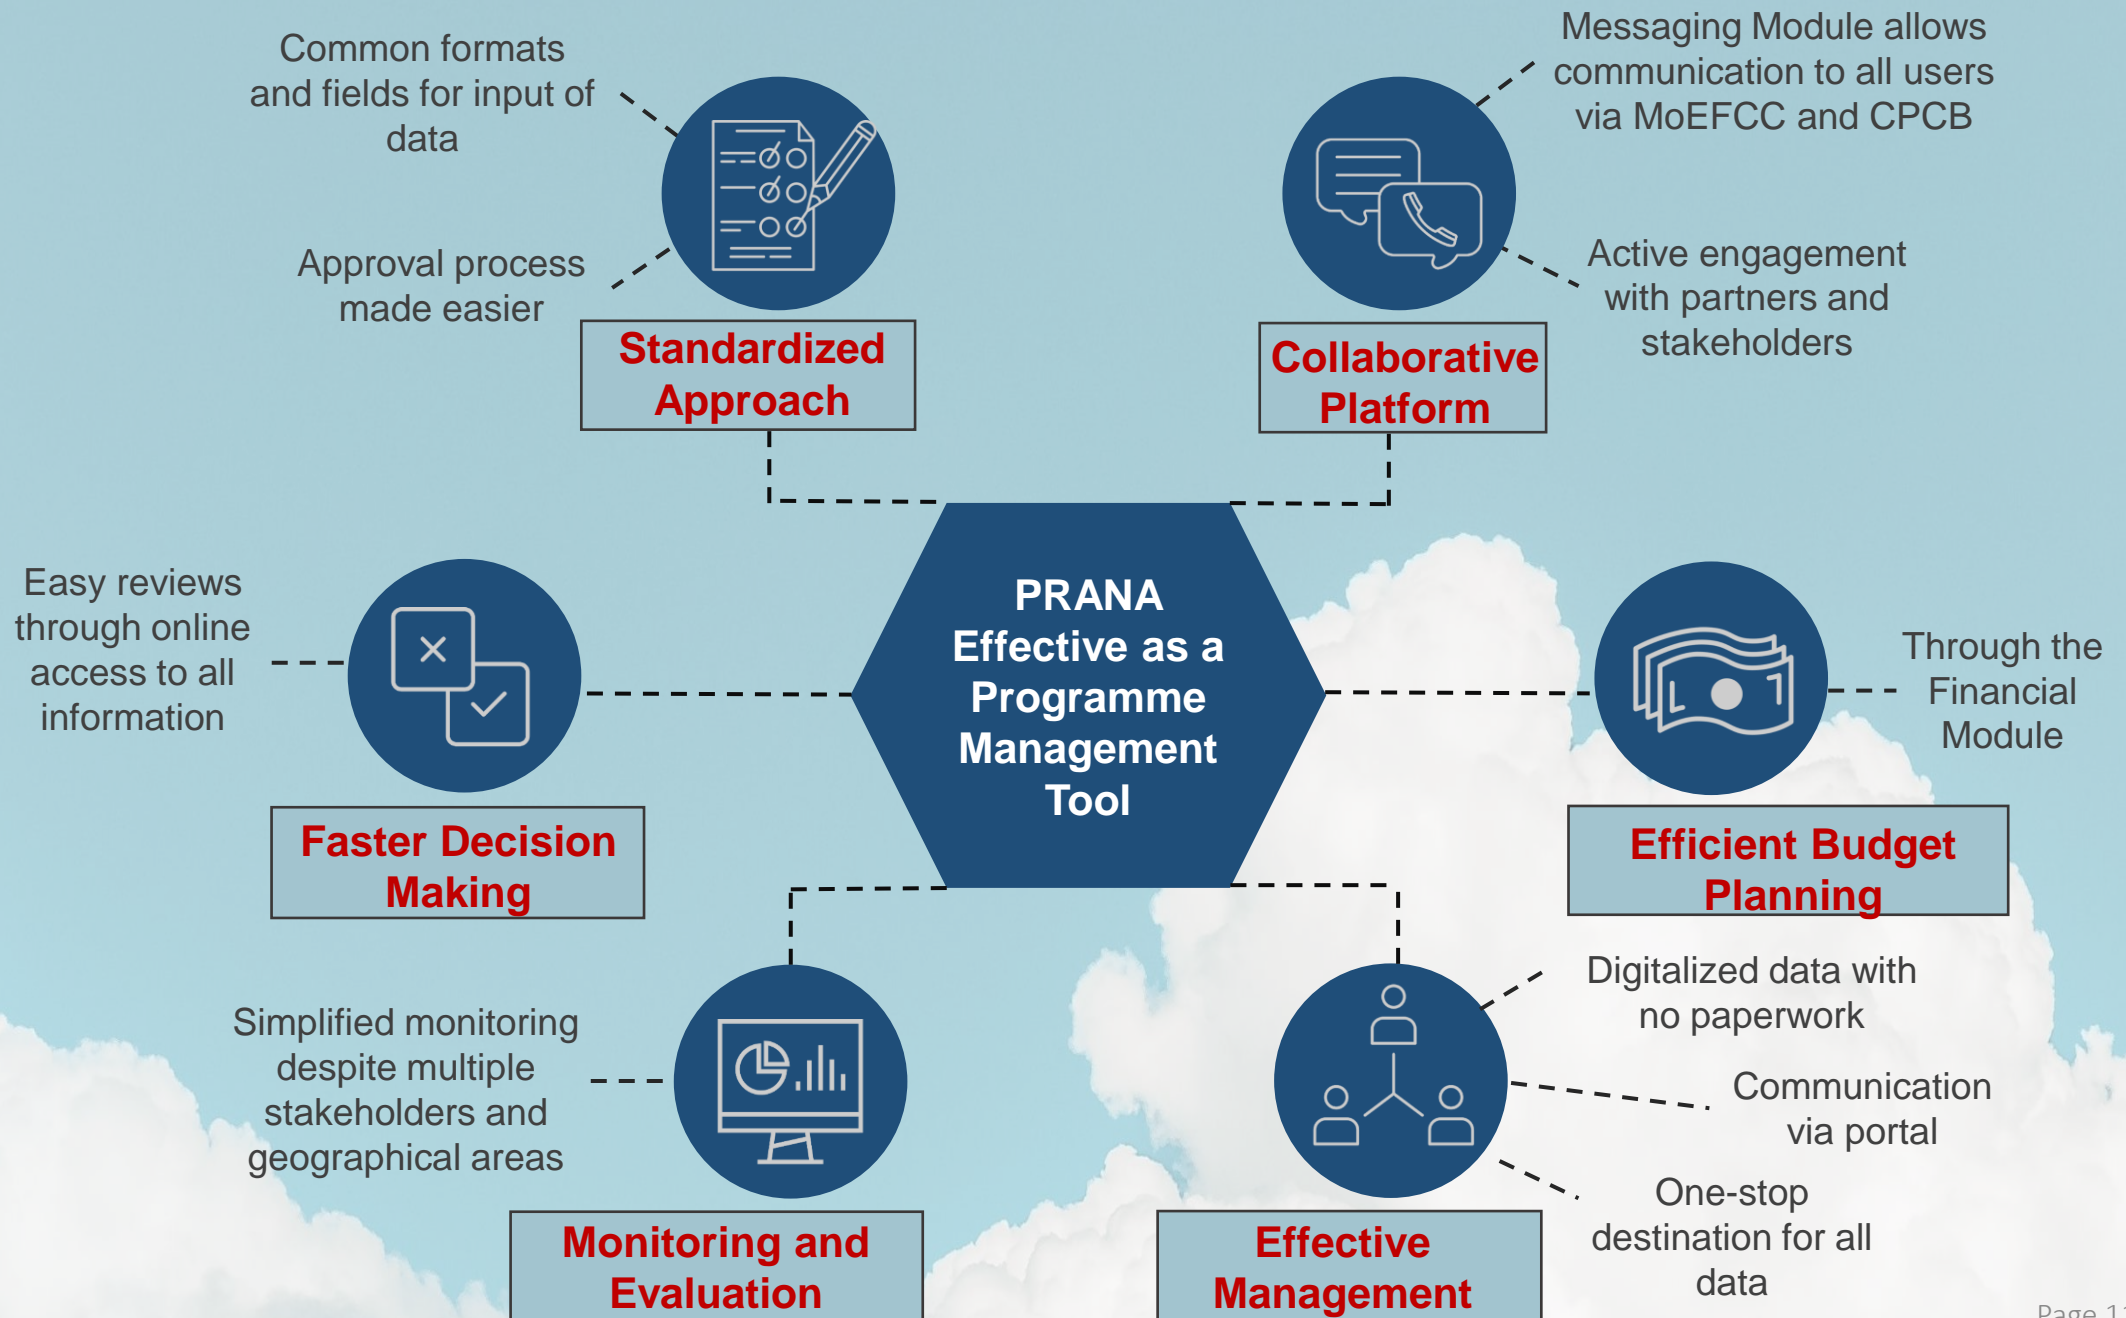 Common formats
and fields for input of
data
Approval process
made easier
Standardized
Approach
Messaging Module allows
communication to all users
via MoEFCC and CPCB
Active engagement
with partners and
stakeholders
Collaborative
Platform
PRANA
Effective as a
Programme
Management
Tool
Easy reviews
through online
access to all
information
Faster Decision
Making
Through the
Financial
Module
Efficient Budget
Planning
Simplified monitoring
despite multiple
stakeholders and
geographical areas
Monitoring and
Evaluation
Digitalized data with
no paperwork
Communication
via portal
One-stop
destination for all
data
Effective
Management
Page